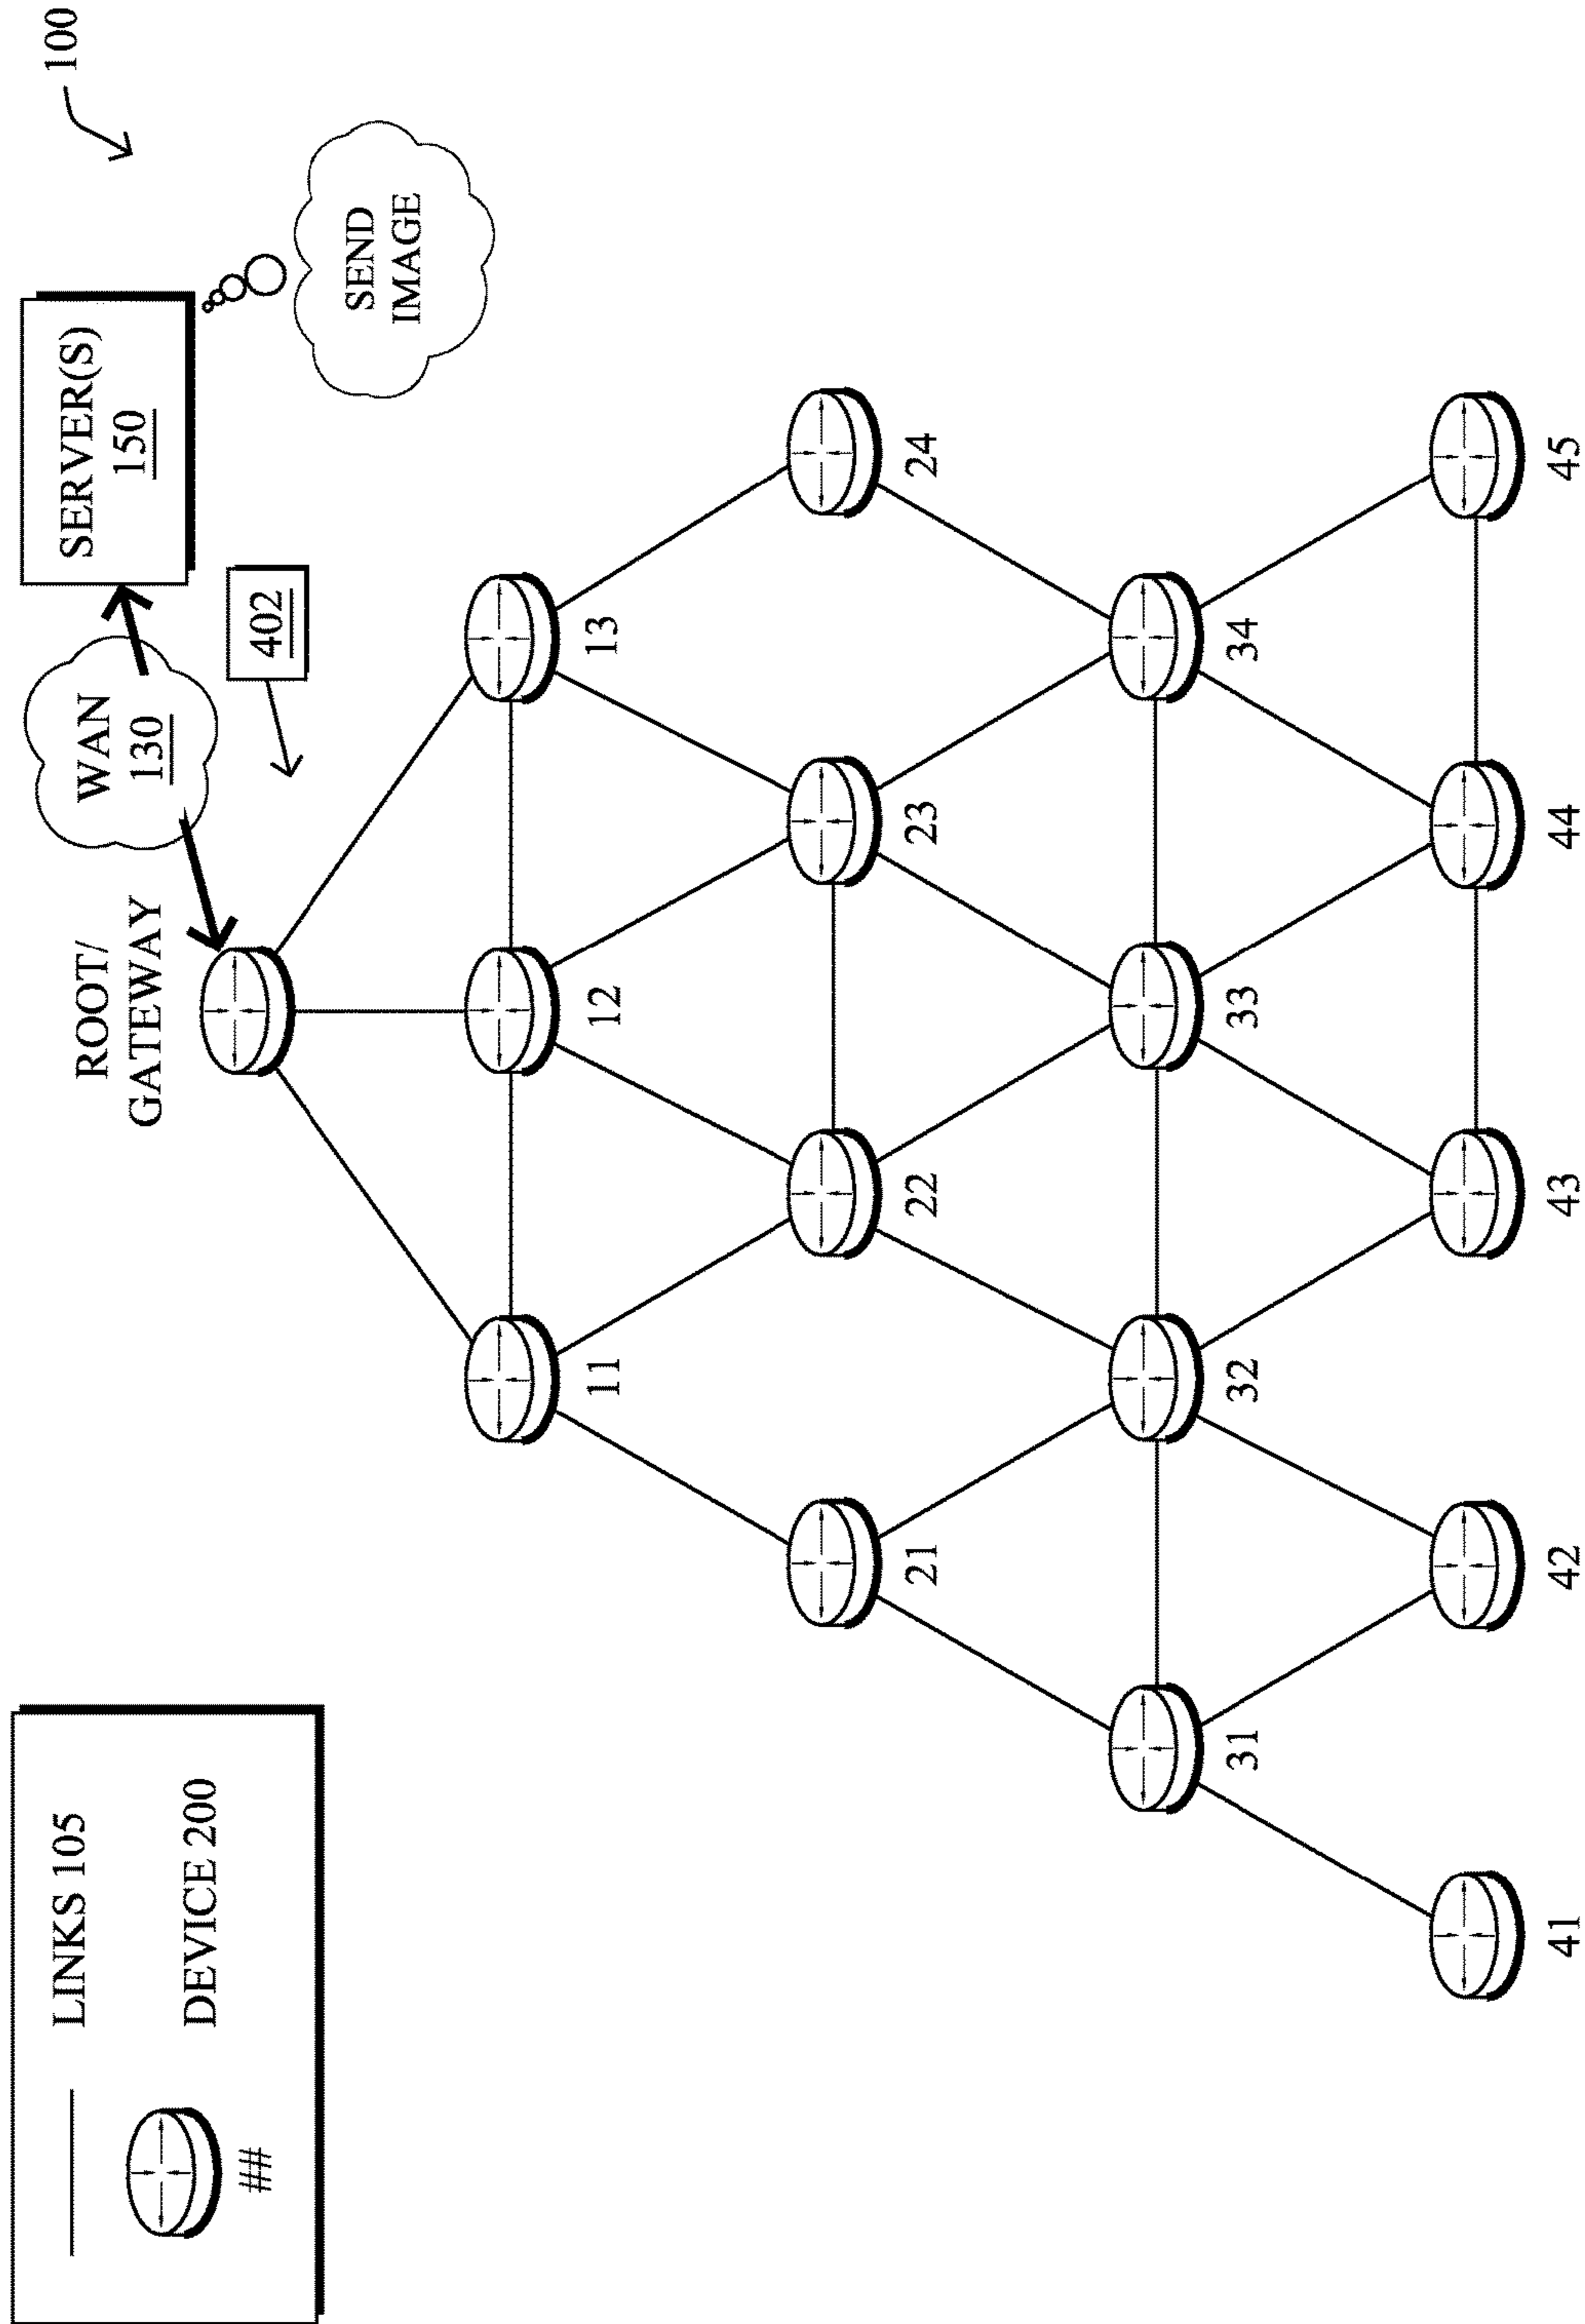 LINKS 105
DEVICE 200
##
ROOT/
GATEWAY
WAN
130
SERVER(S)
150
100
402
SEND
IMAGE
11
12
13
21
22
23
24
31
32
33
34
41
42
43
44
45